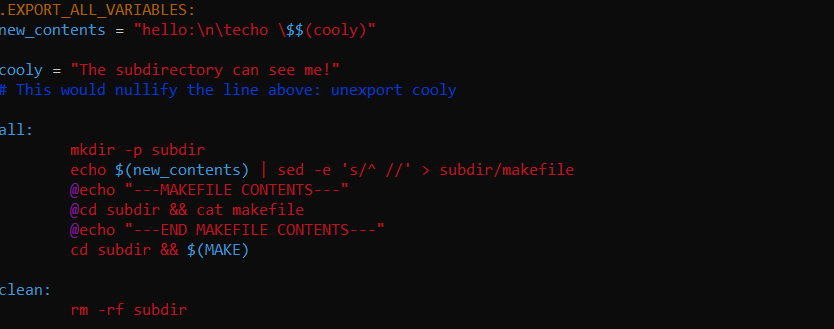 .EXPORT_ALL_VARIABLES:
new_contents = "hello:\n\techo \$$(cooly)"
cooly = "The subdirectory can see me!"
# This would nullify the line above: unexport cooly
all:
mkdir -p subdir
echo $(new_contents) | sed -e 's/^ //' > subdir/makefile
@echo "---MAKEFILE CONTENTS---"
@cd subdir && cat makefile
@echo "---END MAKEFILE CONTENTS---"
cd subdir && $(MAKE)
clean:
rm -rf subdir